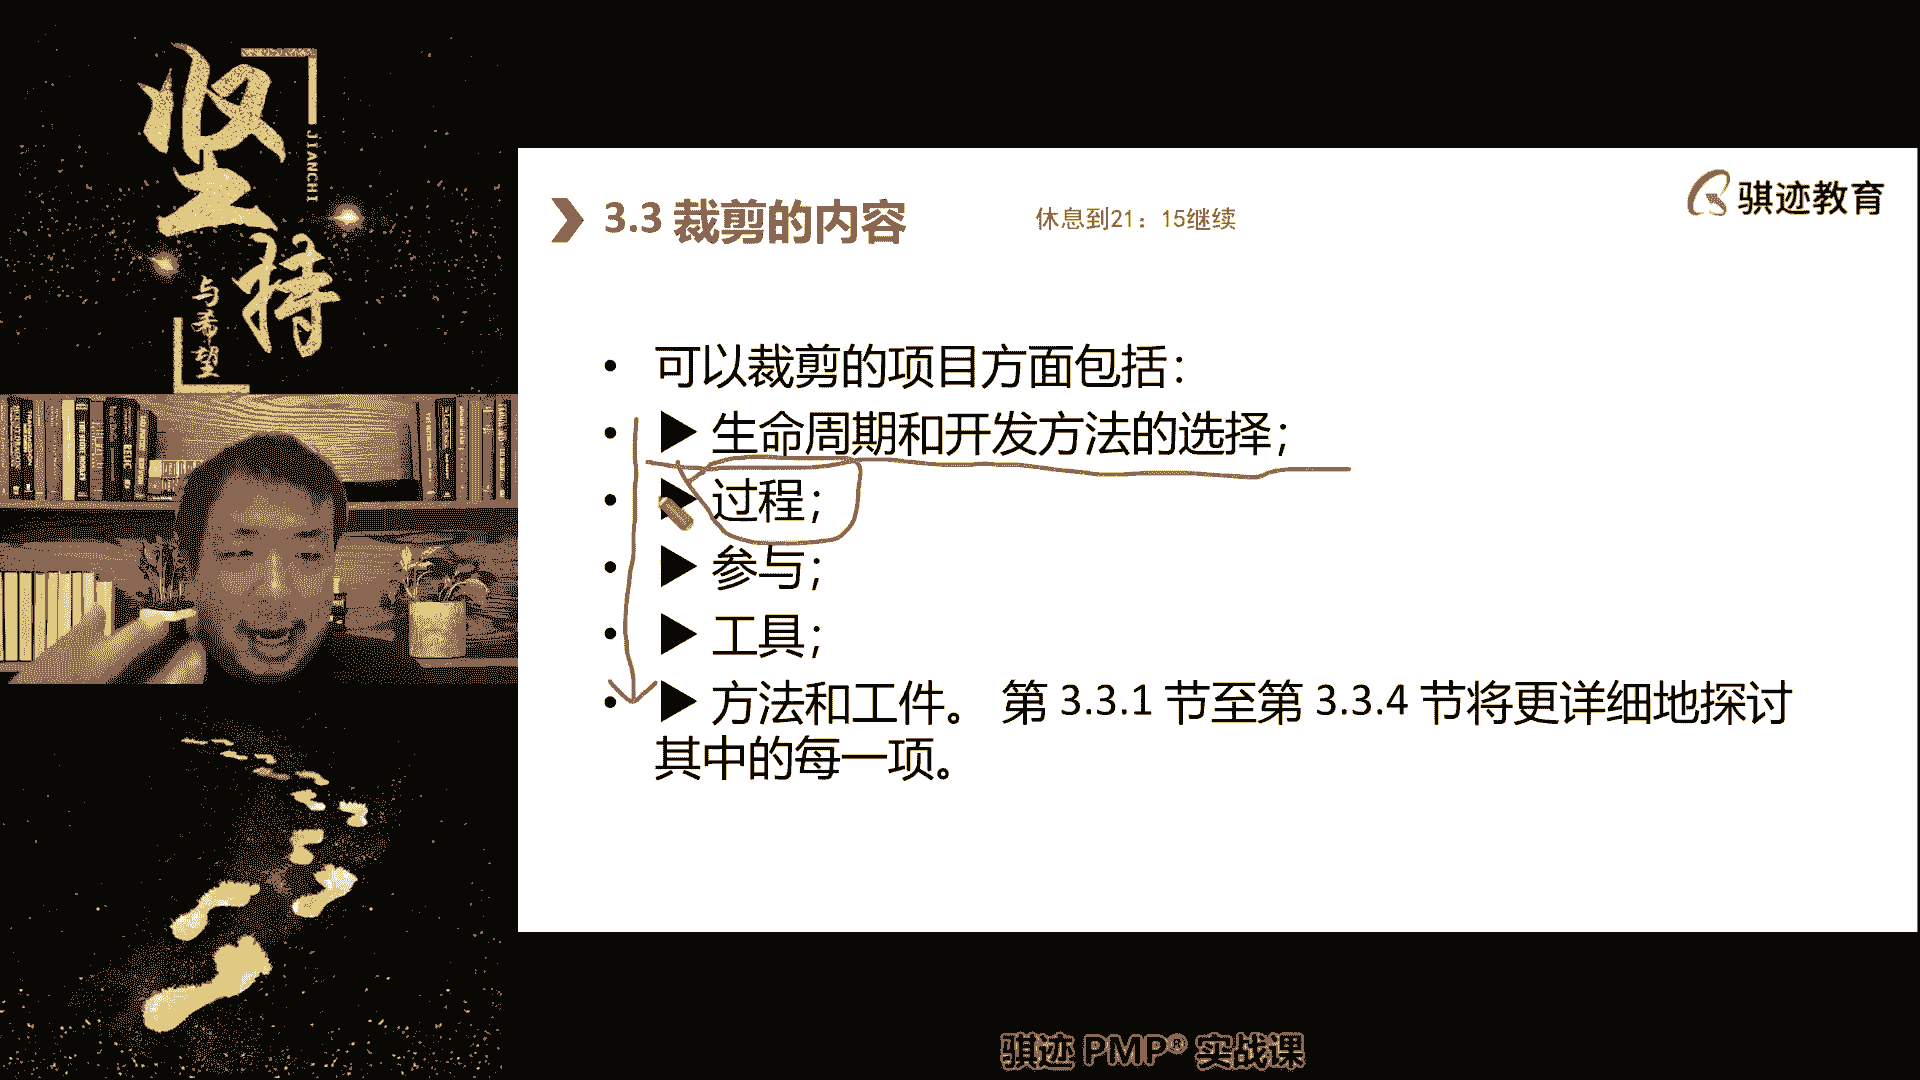 坚持
JIANCHI
与希望
3.3 裁剪的内容
休息到21：15继续
骐迹教育
• 可以裁剪的项目方面包括：
• ▶ 生命周期和开发方法的选择；
• ▶ 过程；
• ▶ 参与；
• ▶ 工具；
• ▶ 方法和工件。 第 3.3.1 节至第 3.3.4 节将更详细地探讨
其中的每一项。
骐迹 PMP® 实战课